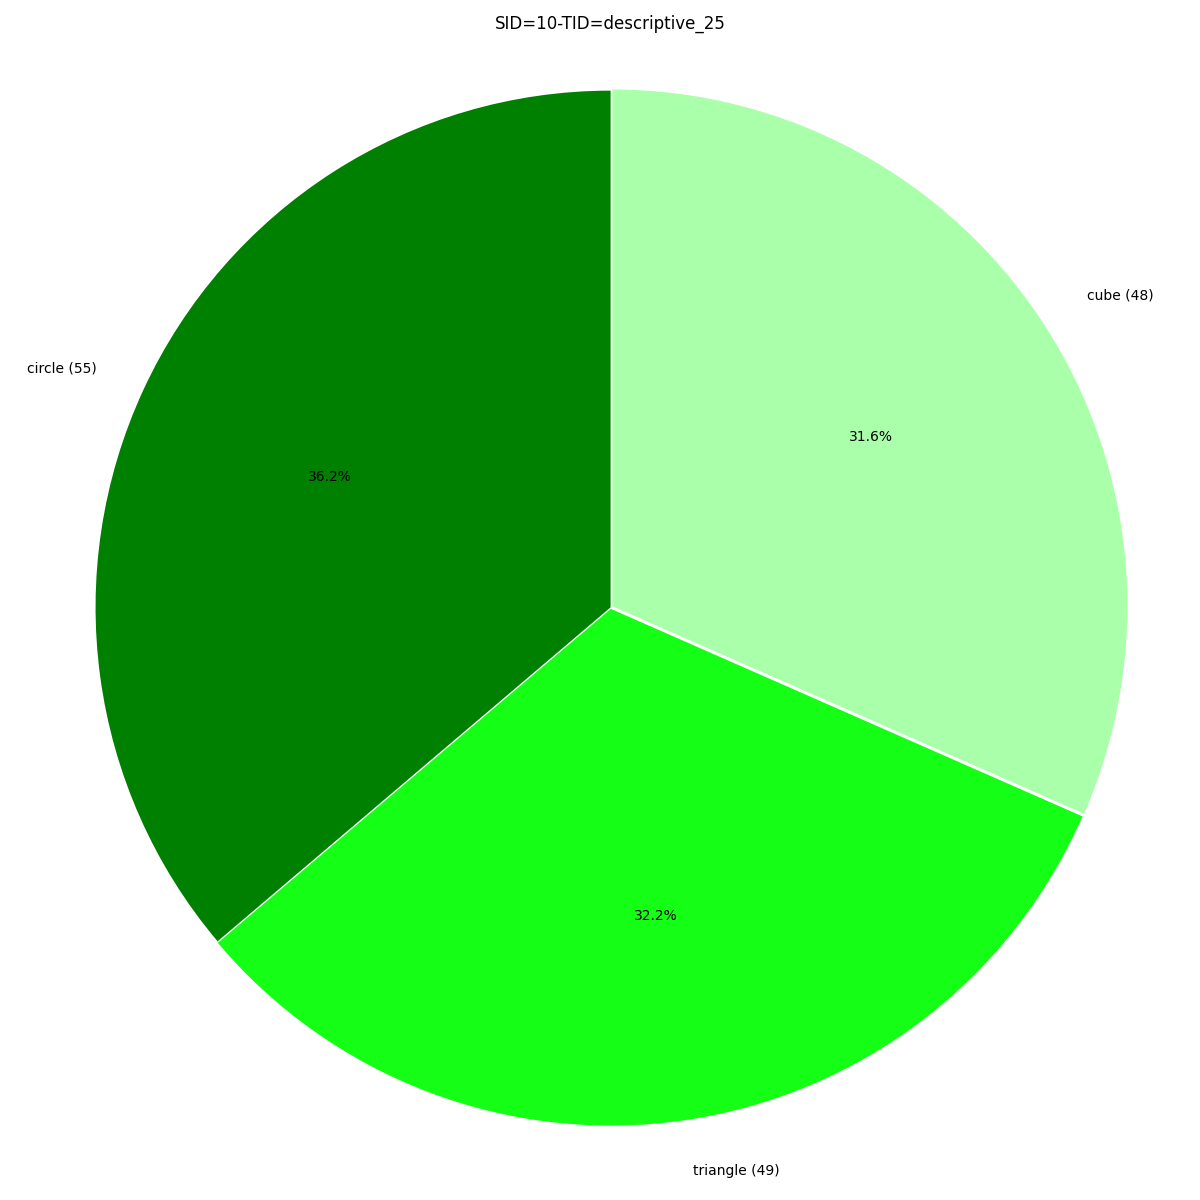 SID=10-TID=descriptive_25
cube (48)
circle (55)
31.6%
36.2%
32.2%
triangle (49)